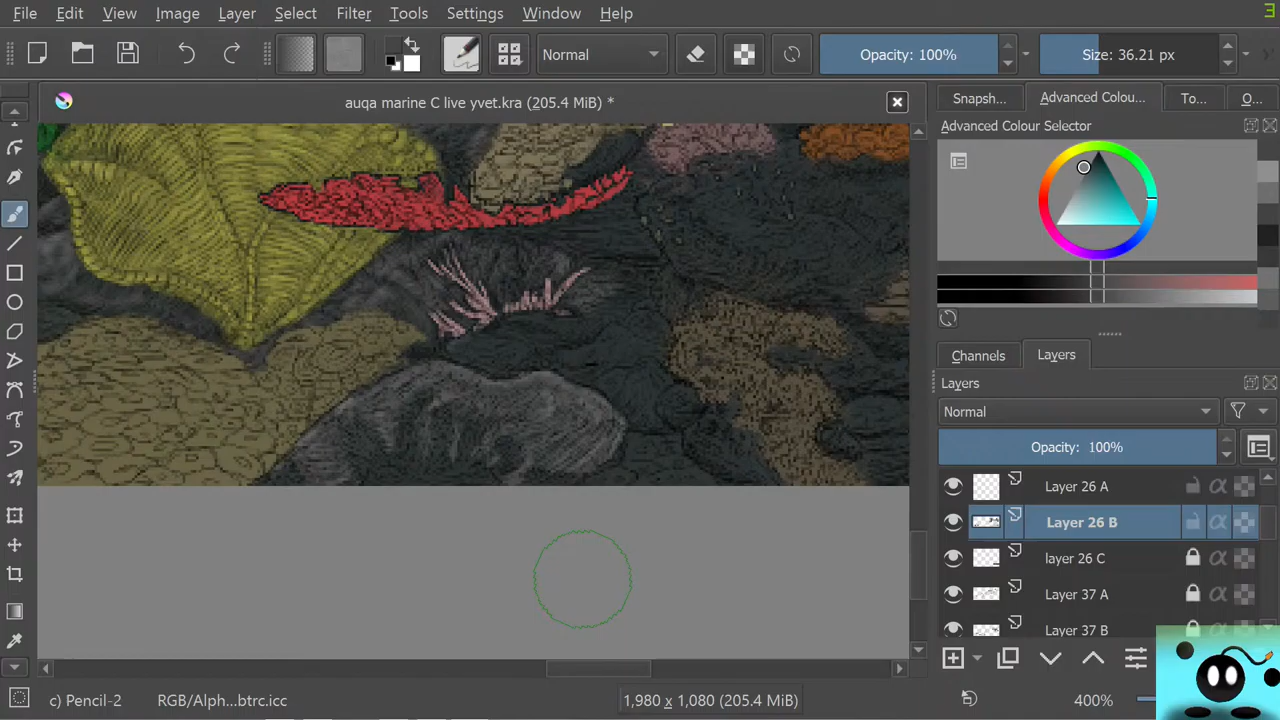 File Edit View Image Layer Select Filter Tools Settings Window Help
3
Normal Opacity: 100% Size: 36.21 px
auqa marine C live yvet.kra (205.4 MiB) *
Snapsh... Advanced Colou... To... O...
Advanced Colour Selector
Channels Layers
Layers
Normal
Opacity: 100%
Layer 26 A
Layer 26 B
layer 26 C
Layer 37 A
Layer 37 B
c) Pencil-2 RGB/Alph...btrc.icc 1,980 x 1,080 (205.4 MiB) 400%